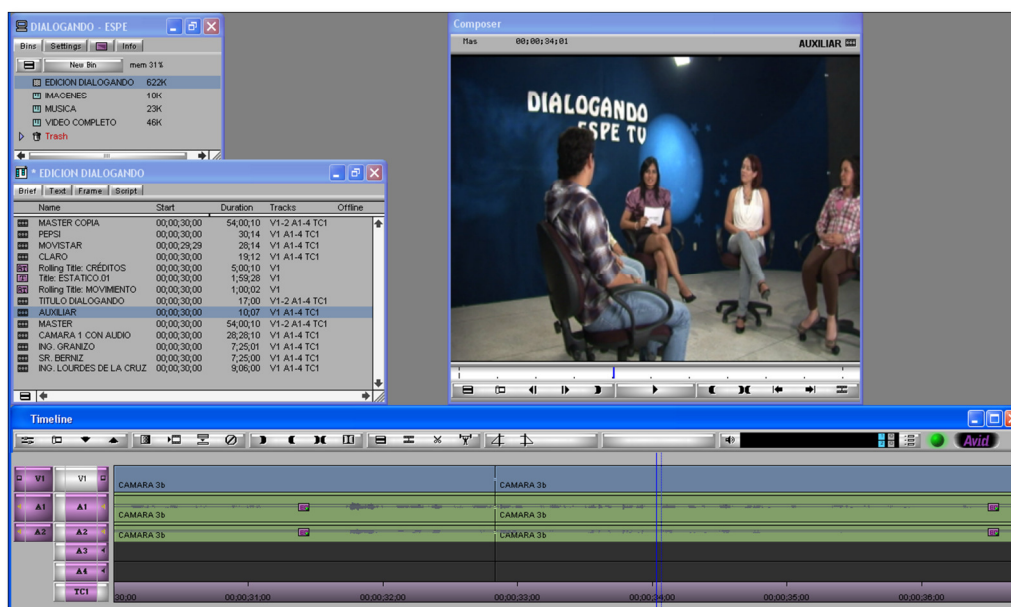 DIALOGANDO - ESPE
Bins Settings Info
New Bin mem 31%
EDICION DIALOGANDO 622K
IMAGENES 10K
MUSICA 23K
VIDEO COMPLETO 46K
Trash
* EDICION DIALOGANDO
Brief Text Frame Script
Name Start Duration Tracks Offline
MASTER COPIA 00;00;30;00 54;00;10 V1-2 A1-4 TC1
PEPSI 00;00;30;00 30;14 V1 A1-4 TC1
MOVISTAR 00;00;29;29 28;14 V1 A1-4 TC1
CLARO 00;00;30;00 19;12 V1 A1-4 TC1
Rolling Title: CRÉDITOS 00;00;30;00 5;00;10 V1
Title: ESTATICO.01 00;00;30;00 1;59;28 V1
Rolling Title: MOVIMIENTO 00;00;30;00 1;00;02 V1
TITULO DIALOGANDO 00;00;30;00 17;00 V1-2 A1-4 TC1
AUXILIAR 00;00;30;00 10;07 V1 A1-4 TC1
MASTER 00;00;30;00 54;00;10 V1-2 A1-4 TC1
CAMARA 1 CON AUDIO 00;00;30;00 28;28;10 V1 A1-4 TC1
ING. GRANIZO 00;00;30;00 7;25;01 V1 A1-4 TC1
SR. BERNIZ 00;00;30;00 7;25;00 V1 A1-4 TC1
ING. LOURDES DE LA CRUZ 00;00;30;00 9;06;00 V1 A1-4 TC1
Composer
Mas 00;00;34;01 AUXILIAR
DIALOGANDO
ESPE TV
Timeline
Avid
V1 V1 CAMARA 3b CAMARA 3b
A1 A1 CAMARA 3b CAMARA 3b
A2 A2 CAMARA 3b CAMARA 3b
A3
A4
TC1 30;00 00;00;31;00 00;00;32;00 00;00;33;00 00;00;34;00 00;00;35;00 00;00;36;00